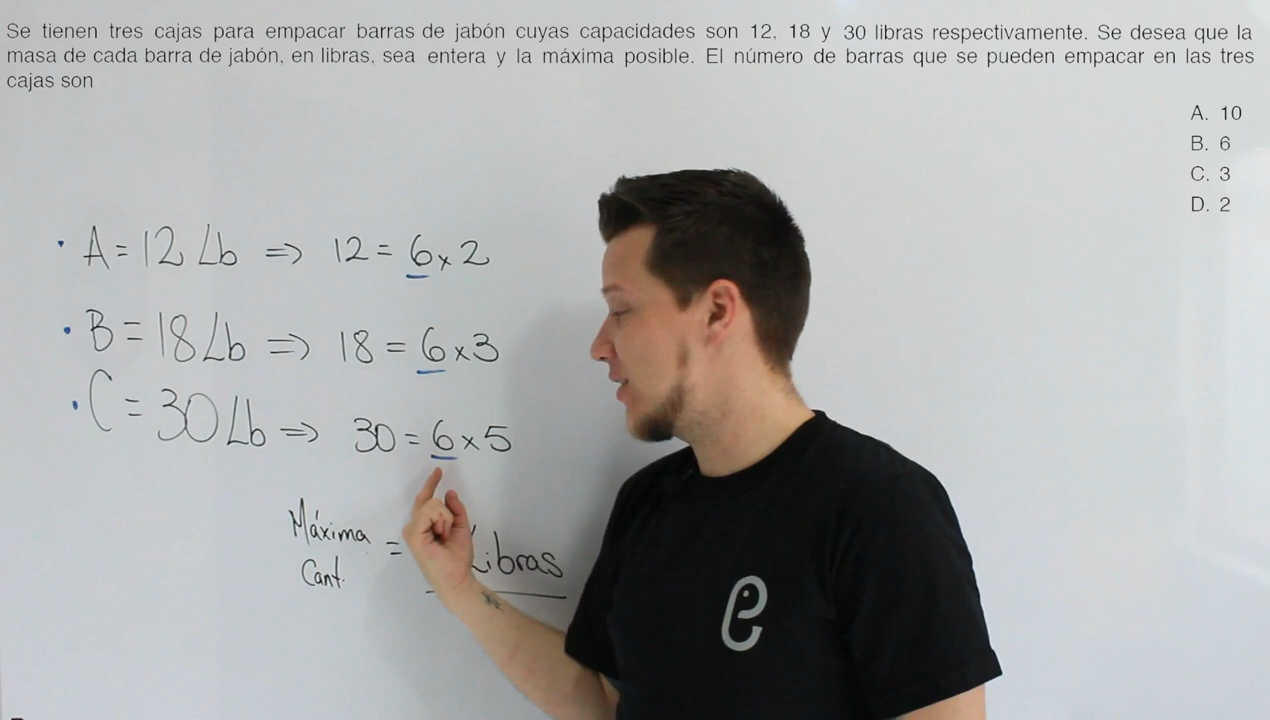 Se tienen tres cajas para empacar barras de jabón cuyas capacidades son 12, 18 y 30 libras respectivamente. Se desea que la
masa de cada barra de jabón, en libras, sea entera y la máxima posible. El número de barras que se pueden empacar en las tres
cajas son
A. 10
B. 6
C. 3
D. 2
• A = 12 Lb => 12 = 6 x 2
• B = 18 Lb => 18 = 6 x 3
• C = 30 Lb => 30 = 6 x 5
Máxima
Cant. = Libras
e